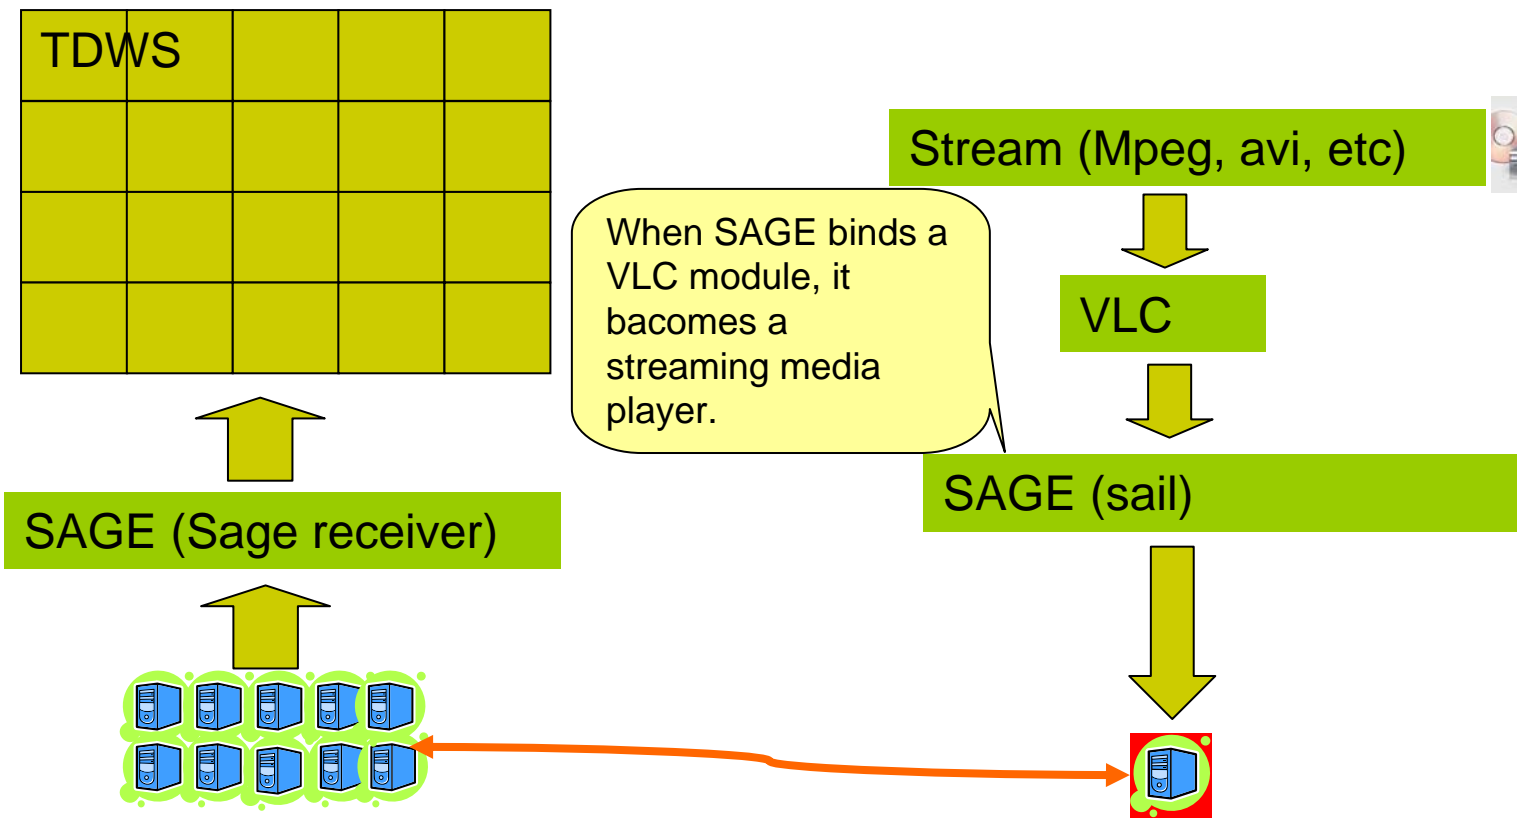 TDWS
Stream (Mpeg, avi, etc)
When SAGE binds a
VLC module, it
bacomes a
streaming media
player.
VLC
SAGE (sail)
SAGE (Sage receiver)